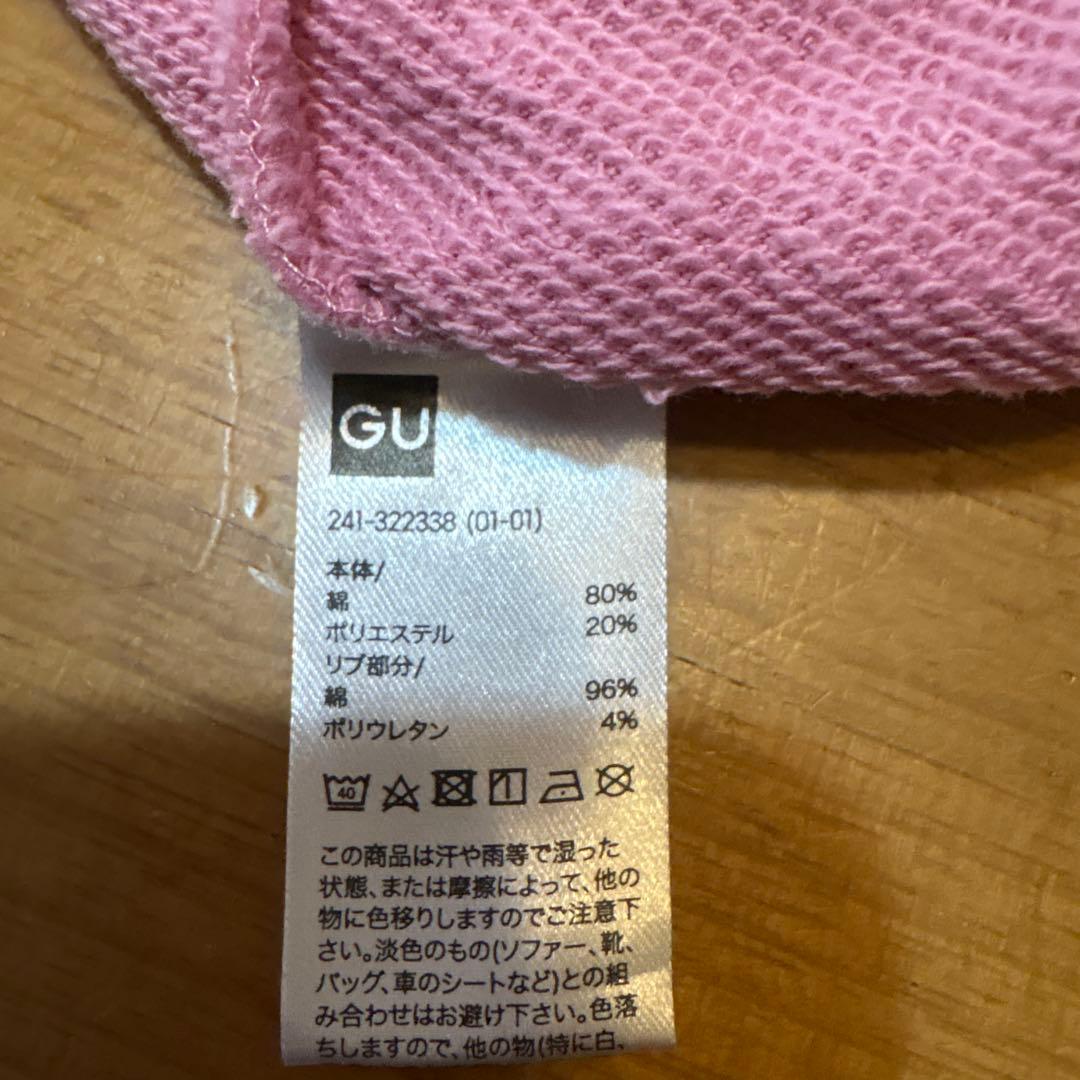 GU
241-322338 (01-01)
本体/
綿 80%
ポリエステル 20%
リブ部分/
綿 96%
ポリウレタン 4%
40
この商品は汗や雨等で湿った
状態、または摩擦によって、他の
物に色移りしますのでご注意下
さい。淡色のもの(ソファー、靴、
バッグ、車のシートなど)との組
み合わせはお避け下さい。色落
ちしますので、他の物(特に白、